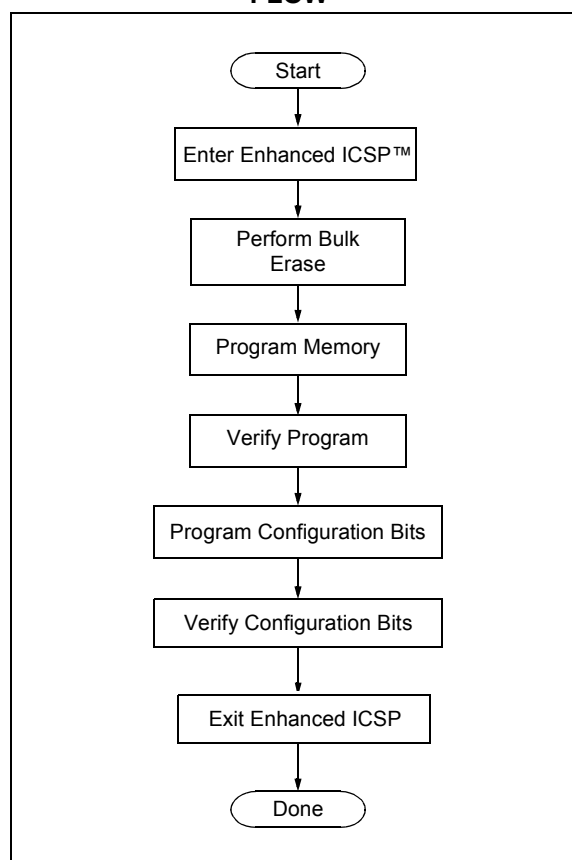 Start
Enter Enhanced ICSP™
Perform Bulk
Erase
Program Memory
Verify Program
Program Configuration Bits
Verify Configuration Bits
Exit Enhanced ICSP
Done